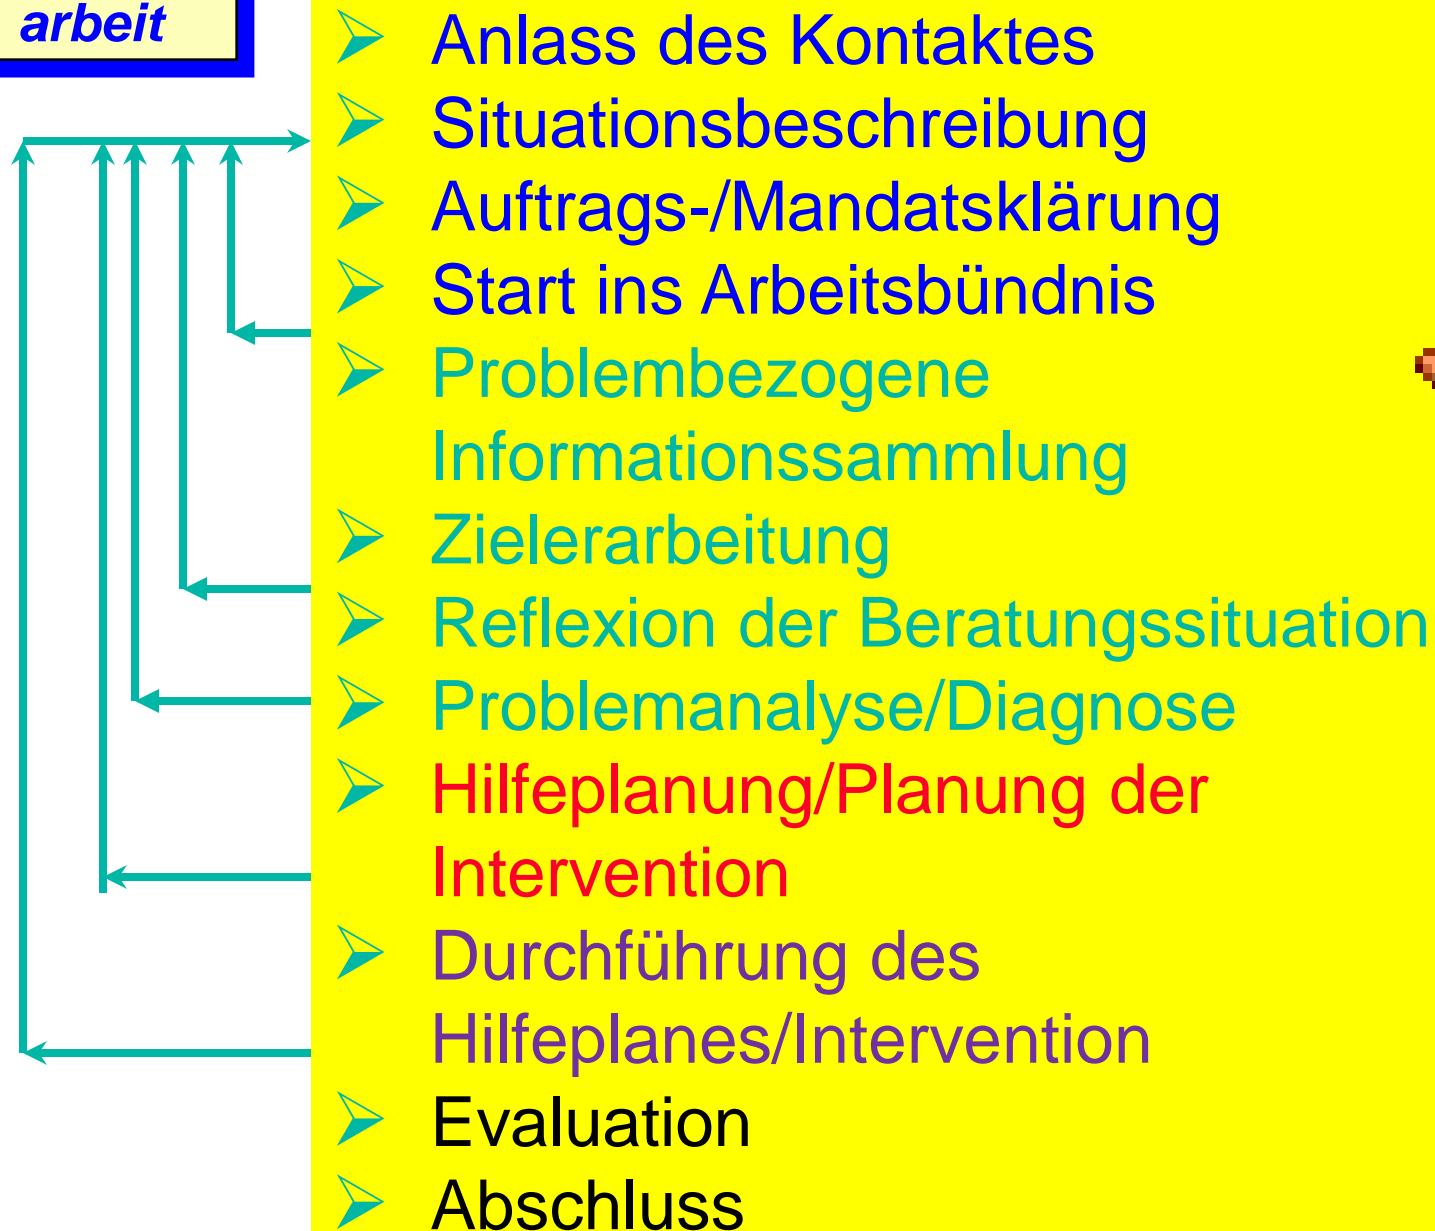 arbeit
Anlass des Kontaktes
Situationsbeschreibung
Auftrags-/Mandatsklärung
Start ins Arbeitsbündnis
Problembezogene
Informationssammlung
Zielerarbeitung
Reflexion der Beratungssituation
Problemanalyse/Diagnose
Hilfeplanung/Planung der
Intervention
Durchführung des
Hilfeplanes/Intervention
Evaluation
Abschluss